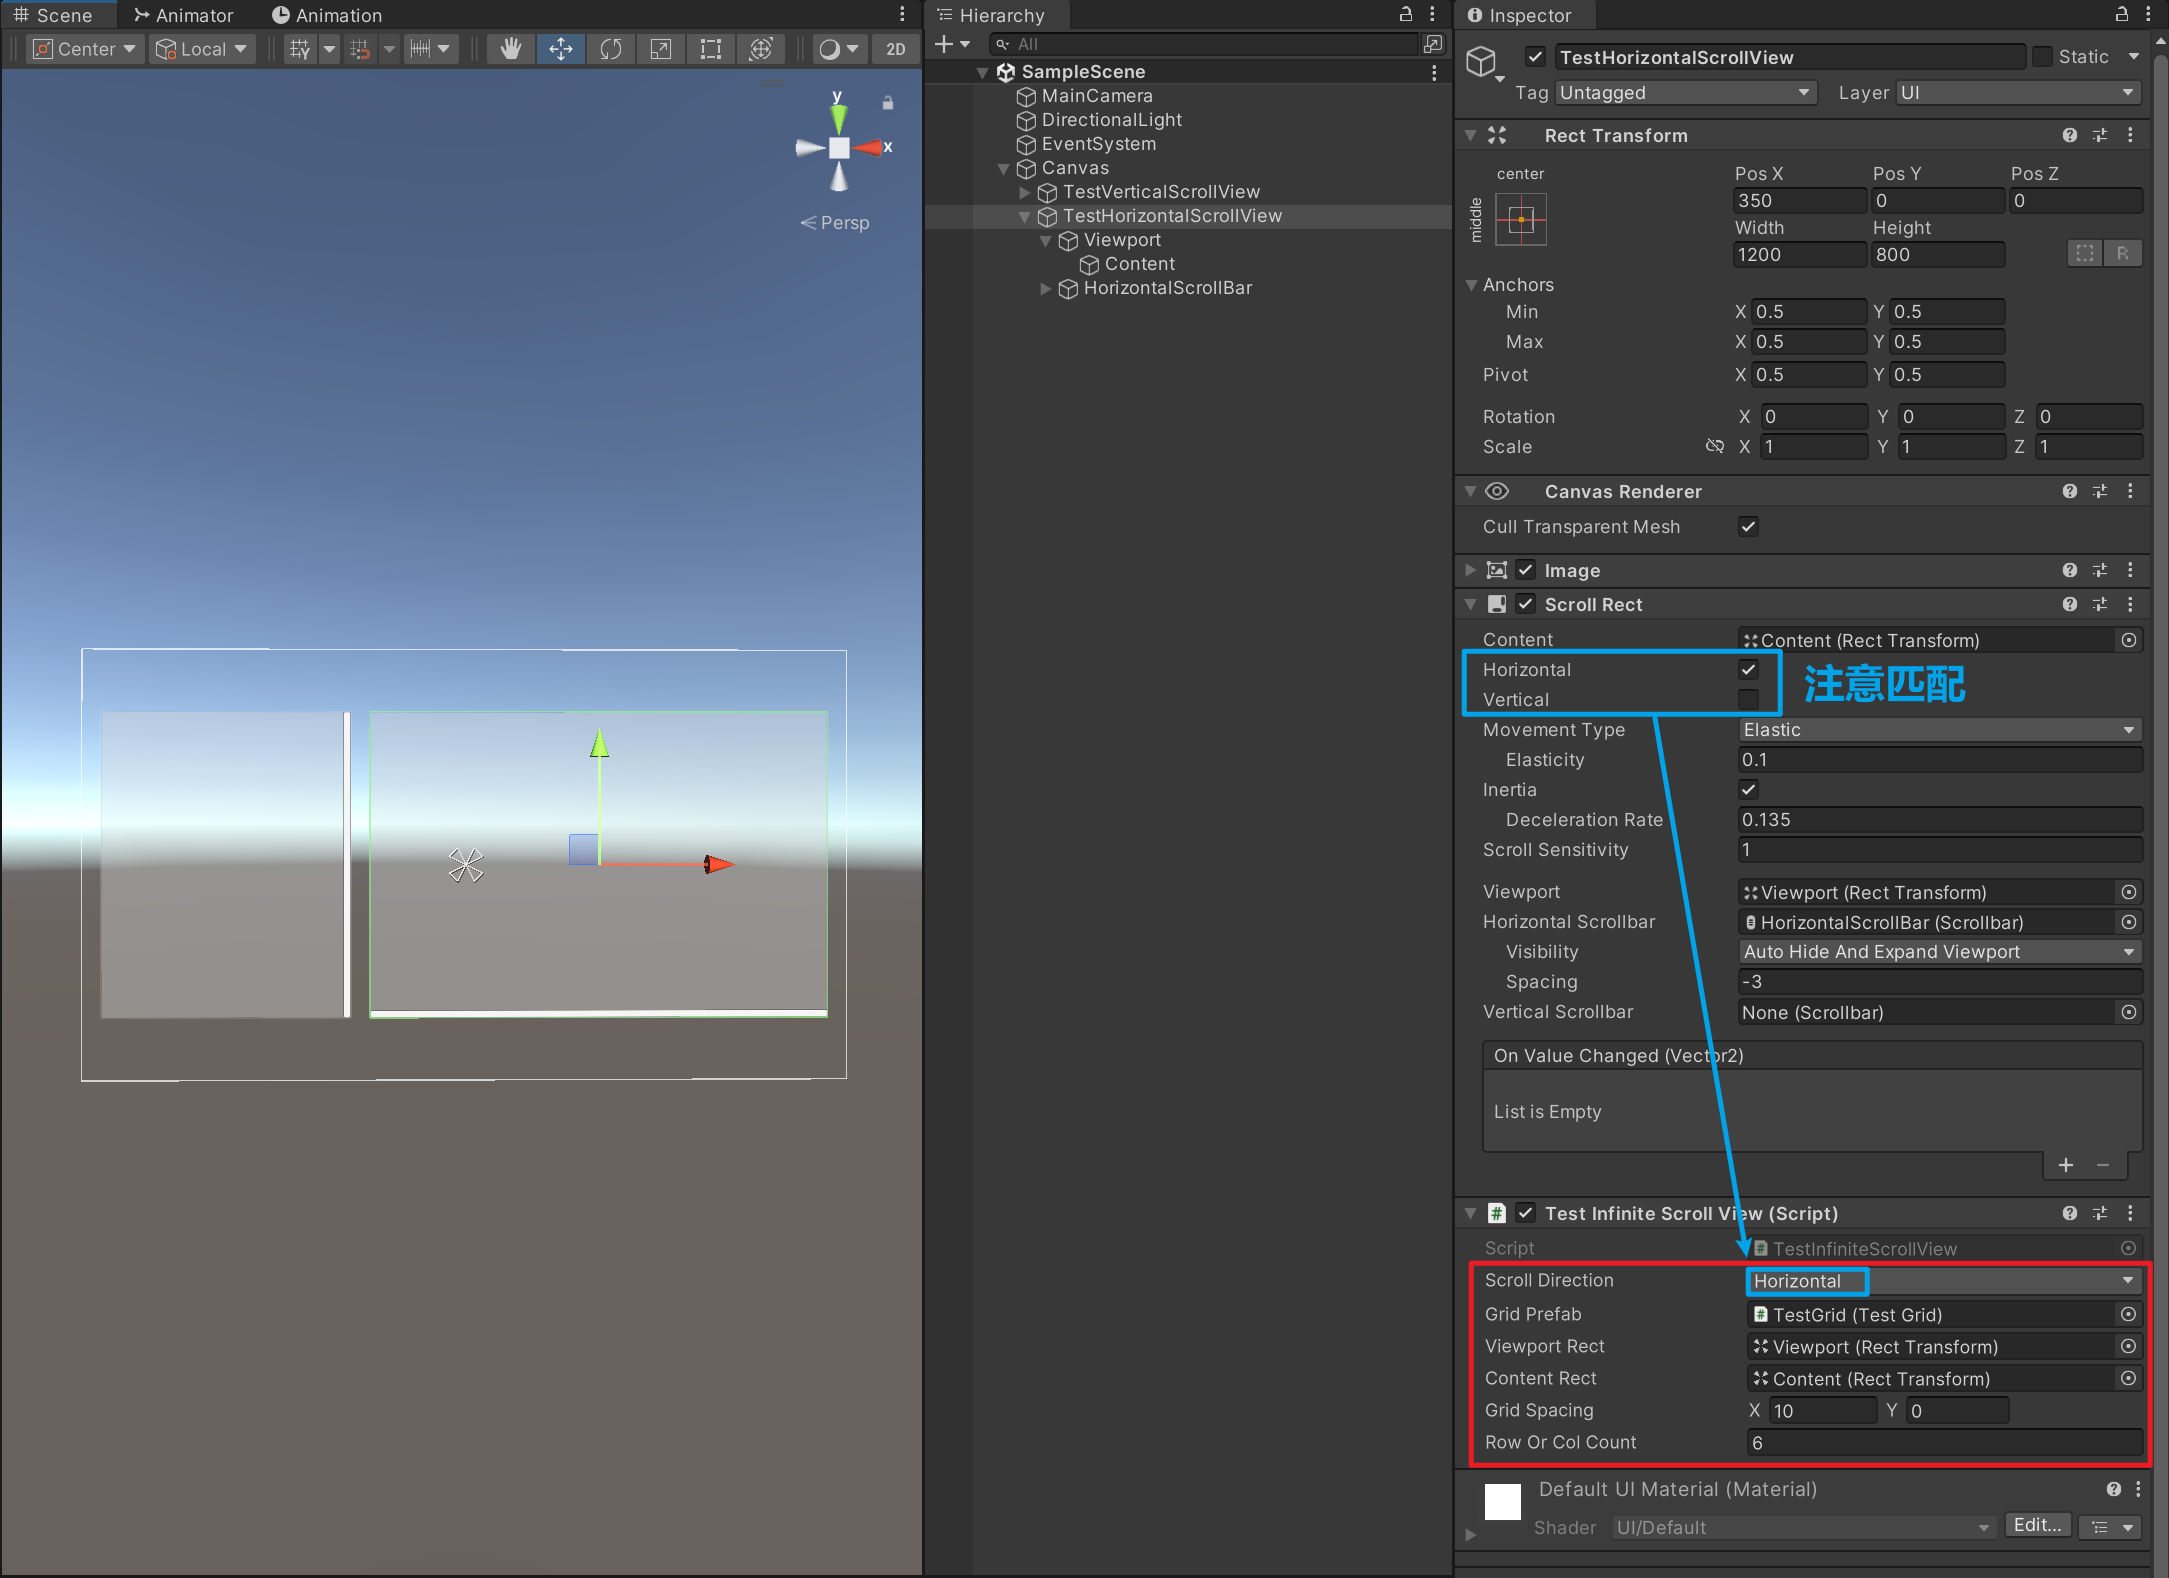 Scene
Animator
Animation
Center
Local
2D
y
x
Persp
Hierarchy
All
SampleScene
MainCamera
DirectionalLight
EventSystem
Canvas
TestVerticalScrollView
TestHorizontalScrollView
Viewport
Content
HorizontalScrollBar
Inspector
TestHorizontalScrollView
Static
Tag Untagged Layer UI
Rect Transform
center
middle
Pos X Pos Y Pos Z
350 0 0
Width Height
1200 800
R
Anchors
Min X 0.5 Y 0.5
Max X 0.5 Y 0.5
Pivot X 0.5 Y 0.5
Rotation X 0 Y 0 Z 0
Scale X 1 Y 1 Z 1
Canvas Renderer
Cull Transparent Mesh
Image
Scroll Rect
Content Content (Rect Transform)
Horizontal
Vertical
注意匹配
Movement Type Elastic
Elasticity 0.1
Inertia
Deceleration Rate 0.135
Scroll Sensitivity 1
Viewport Viewport (Rect Transform)
Horizontal Scrollbar HorizontalScrollBar (Scrollbar)
Visibility Auto Hide And Expand Viewport
Spacing -3
Vertical Scrollbar None (Scrollbar)
On Value Changed (Vector2)
List is Empty
+ −
# Test Infinite Scroll View (Script)
Script # TestInfiniteScrollView
Scroll Direction Horizontal
Grid Prefab # TestGrid (Test Grid)
Viewport Rect Viewport (Rect Transform)
Content Rect Content (Rect Transform)
Grid Spacing X 10 Y 0
Row Or Col Count 6
Default UI Material (Material)
Shader UI/Default Edit...